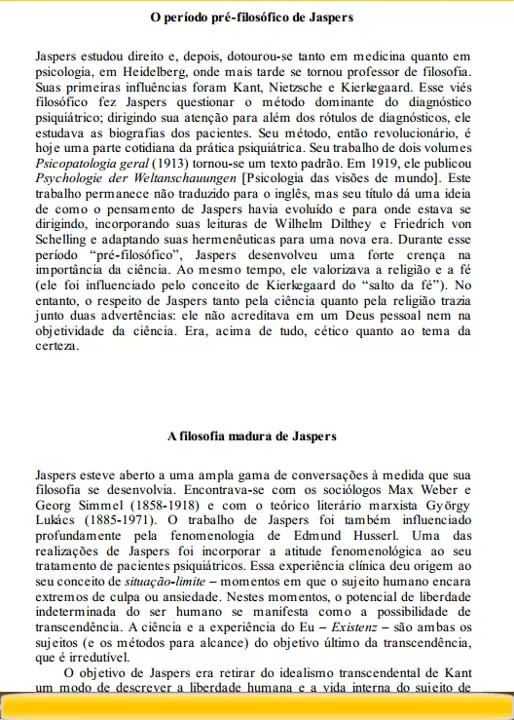 O período pré-filosófico de Jaspers
Jaspers estudou direito e, depois, dotourou-se tanto em medicina quanto em
psicologia, em Heidelberg, onde mais tarde se tornou professor de filosofia.
Suas primeiras influências foram Kant, Nietzsche e Kierkegaard. Esse viés
filosófico fez Jaspers questionar o método dominante do diagnóstico
psiquiátrico; dirigindo sua atenção para além dos rótulos de diagnósticos, ele
estudava as biografias dos pacientes. Seu método, então revolucionário, é
hoje uma parte cotidiana da prática psiquiátrica. Seu trabalho de dois volumes
Psicopatologia geral (1913) tornou-se um texto padrão. Em 1919, ele publicou
Psychologie der Weltanschauungen [Psicologia das visões de mundo]. Este
trabalho permanece não traduzido para o inglês, mas seu título dá uma ideia
de como o pensamento de Jaspers havia evoluído e para onde estava se
dirigindo, incorporando suas leituras de Wilhelm Dilthey e Friedrich von
Schelling e adaptando suas hermenêuticas para uma nova era. Durante esse
período “pré-filosófico”, Jaspers desenvolveu uma forte crença na
importância da ciência. Ao mesmo tempo, ele valorizava a religião e a fé
(ele foi influenciado pelo conceito de Kierkegaard do “salto da fé”). No
entanto, o respeito de Jaspers tanto pela ciência quanto pela religião trazia
junto duas advertências: ele não acreditava em um Deus pessoal nem na
objetividade da ciência. Era, acima de tudo, cético quanto ao tema da
certeza.
A filosofia madura de Jaspers
Jaspers esteve aberto a uma ampla gama de conversações à medida que sua
filosofia se desenvolvia. Encontrava-se com os sociólogos Max Weber e
Georg Simmel (1858-1918) e com o teórico literário marxista György
Lukács (1885-1971). O trabalho de Jaspers foi também influenciado
profundamente pela fenomenologia de Edmund Husserl. Uma das
realizações de Jaspers foi incorporar a atitude fenomenológica ao seu
tratamento de pacientes psiquiátricos. Essa experiência clínica deu origem ao
seu conceito de situação-limite – momentos em que o sujeito humano encara
extremos de culpa ou ansiedade. Nestes momentos, o potencial de liberdade
indeterminada do ser humano se manifesta como a possibilidade de
transcendência. A ciência e a experiência do Eu – Existenz – são ambas os
sujeitos (e os métodos para alcance) do objetivo último da transcendência,
que é irredutível.
O objetivo de Jaspers era retirar do idealismo transcendental de Kant
um modo de descrever a liberdade humana e a vida interna do sujeito de